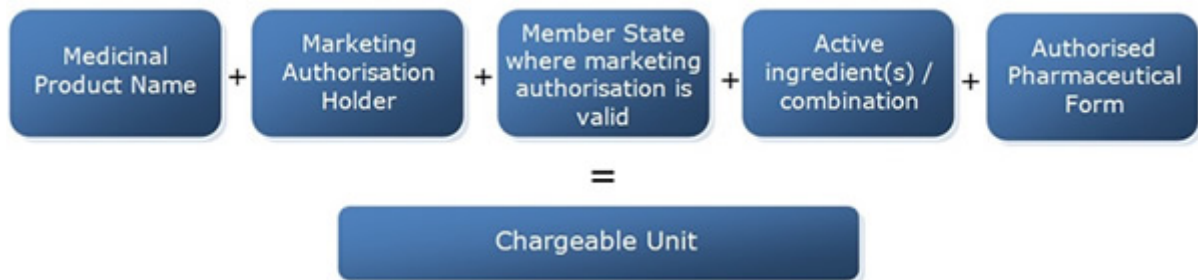 Medicinal
Product Name
+
Marketing
Authorisation
Holder
+
Member State
where marketing
authorisation is
valid
+
Active
ingredient(s) /
combination
+
Authorised
Pharmaceutical
Form
=
Chargeable Unit